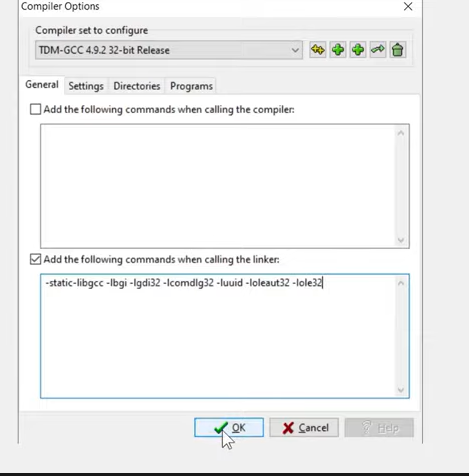 Compiler Options
Compiler set to configure
TDM-GCC 4.9.2 32-bit Release
General Settings Directories Programs
Add the following commands when calling the compiler:
Add the following commands when calling the linker:
-static-libgcc -lbgi -lgdi32 -lcomdlg32 -luuid -loleaut32 -lole32
OK Cancel Help